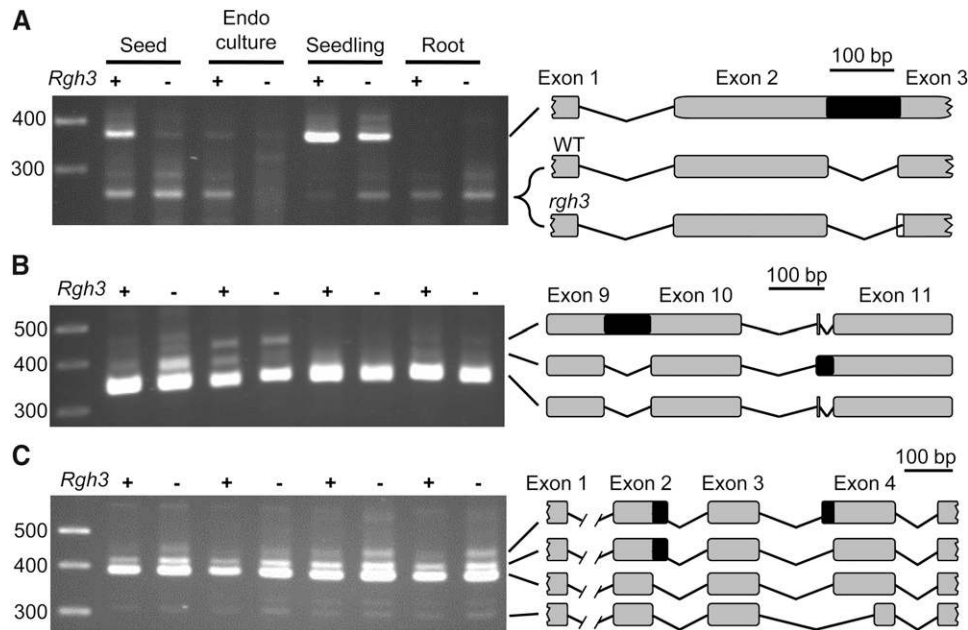 A
Seed
Endo culture
Seedling
Root
Rgh3 + - + - + - + -
400
300
100 bp
Exon 1 Exon 2 Exon 3
WT
rgh3
B
Rgh3 + - + - + - + -
500
400
300
100 bp
Exon 9 Exon 10 Exon 11
C
Rgh3 + - + - + - + -
500
400
300
100 bp
Exon 1 Exon 2 Exon 3 Exon 4